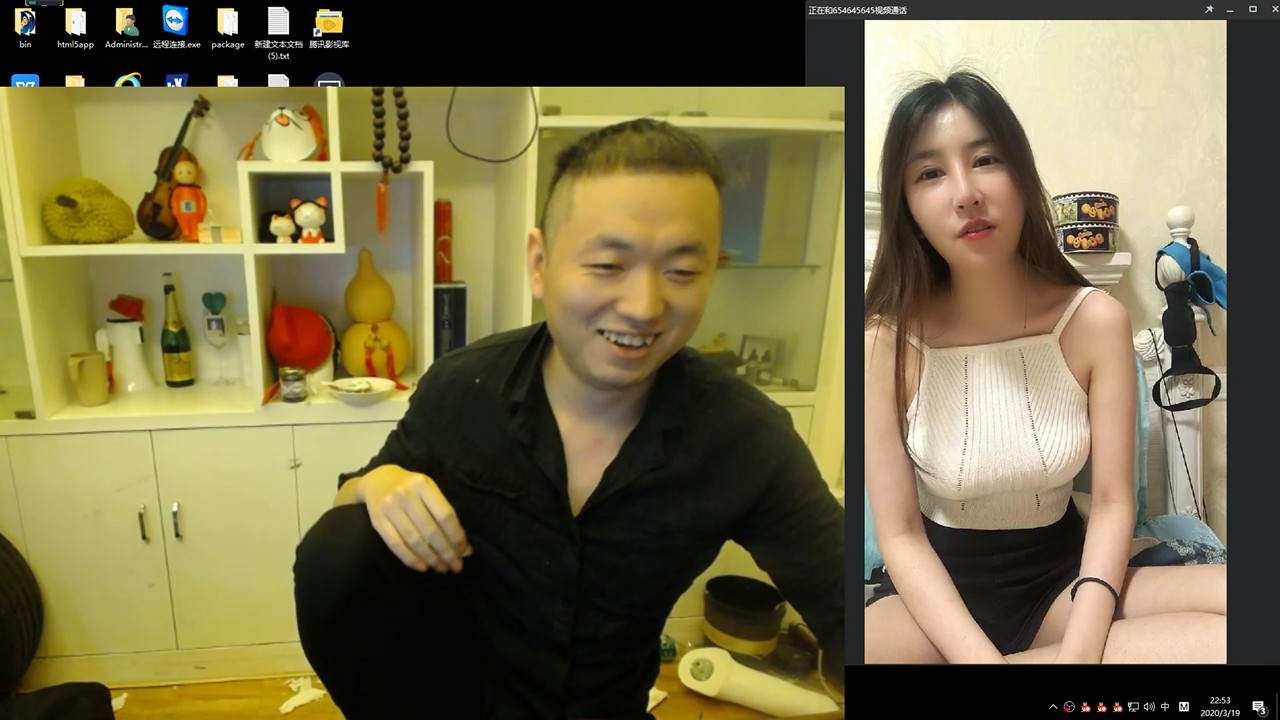 正在和654645645视频通话
bin
html5app
Administr...
远程连接.exe
package
新建文本文档
(5).txt
腾讯影视库
中
M
22:53
2020/3/19
3